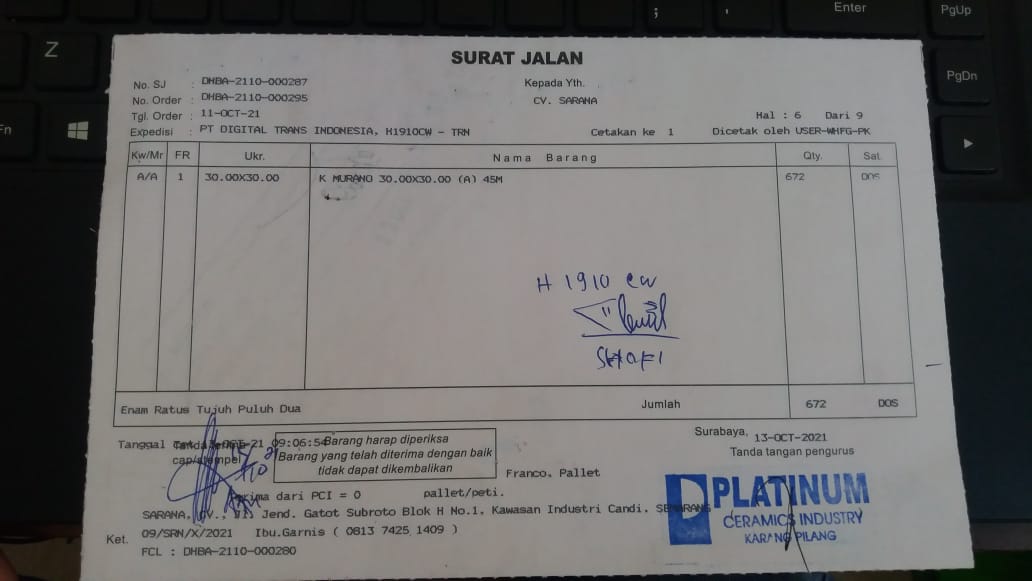 ; '
Enter
PgUp
Z
PgDn
Fn
SURAT JALAN
No. SJ : DHBA-2110-000287
Kepada Yth.
No. Order : DHBA-2110-000295
CV. SARANA
Tgl. Order : 11-OCT-21
Hal : 6 Dari 9
Expedisi : PT DIGITAL TRANS INDONESIA, H1910CW - TRN
Cetakan ke 1
Dicetak oleh USER-WHFG-PK
Kw/Mr FR Ukr. Nama Barang Qty. Sat.
A/A 1 30.00X30.00 K MURANO 30.00X30.00 (A) 45M 672 DOS
H 1910 CW
Enam Ratus Tujuh Puluh Dua Jumlah 672 DOS
Tanggal 13-OCT-21 09:06:54
cap/stempel
Barang harap diperiksa
Barang yang telah diterima dengan baik
tidak dapat dikembalikan
Surabaya, 13-OCT-2021
Tanda tangan pengurus
Franco, Pallet
dari PCI = 0 pallet/peti.
SARANA, CV., Jl. Jend. Gatot Subroto Blok H No.1, Kawasan Industri Candi, SEMARANG
Ket. 09/SRN/X/2021 Ibu.Garnis ( 0813 7425 1409 )
FCL : DHBA-2110-000280
PLATINUM
CERAMICS INDUSTRY
KARANG PILANG